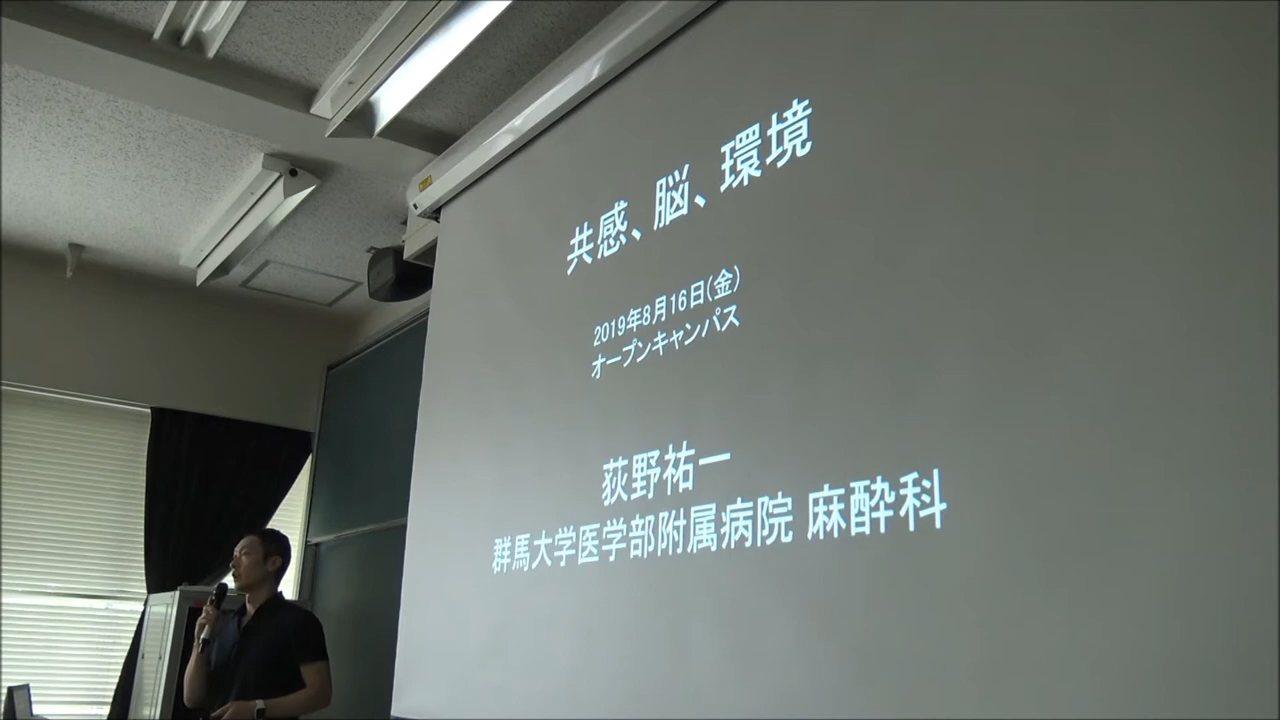 共感、脳、環境
2019年8月16日(金)
オープンキャンパス
荻野祐一
群馬大学医学部附属病院 麻酔科